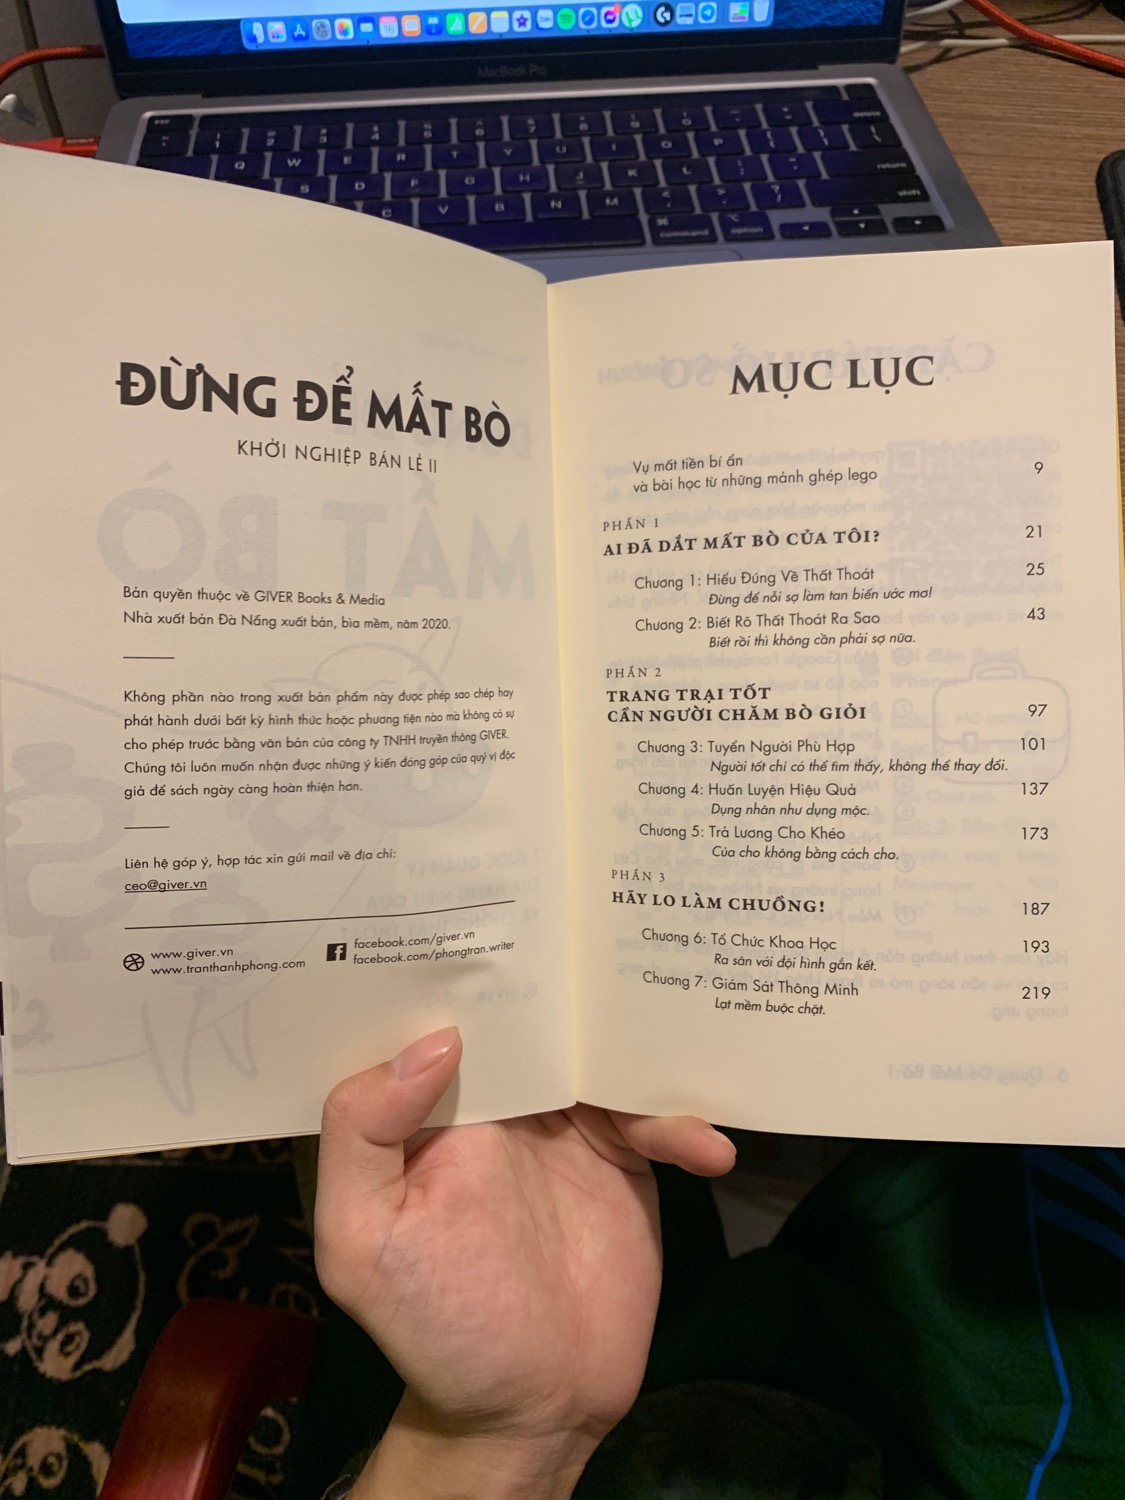 MacBook Pro
esc
delete
return
shift
command
option
Q W E R T Y U I O P
S D F G H J K L
C V B N M
ĐỪNG ĐỂ MẤT BÒ
KHỞI NGHIỆP BÁN LẺ II
Bản quyền thuộc về GIVER Books & Media
Nhà xuất bản Đà Nẵng xuất bản, bìa mềm, năm 2020.
Không phần nào trong xuất bản phẩm này được phép sao chép hay
phát hành dưới bất kỳ hình thức hoặc phương tiện nào mà không có sự
cho phép trước bằng văn bản của công ty TNHH truyền thông GIVER.
Chúng tôi luôn muốn nhận được những ý kiến đóng góp của quý vị độc
giả để sách ngày càng hoàn thiện hơn.
Liên hệ góp ý, hợp tác xin gửi mail về địa chỉ:
ceo@giver.vn
www.giver.vn
www.tranthanhphong.com
facebook.com/giver.vn
facebook.com/phongtran.writer
MỤC LỤC
Vụ mất tiền bí ẩn
và bài học từ những mảnh ghép lego 9
PHẦN 1
AI ĐÃ DẮT MẤT BÒ CỦA TÔI? 21
Chương 1: Hiểu Đúng Về Thất Thoát 25
Đừng để nỗi sợ làm tan biến ước mơ!
Chương 2: Biết Rõ Thất Thoát Ra Sao 43
Biết rồi thì không cần phải sợ nữa.
PHẦN 2
TRANG TRẠI TỐT
CẦN NGƯỜI CHĂM BÒ GIỎI 97
Chương 3: Tuyển Người Phù Hợp 101
Người tốt chỉ có thể tìm thấy, không thể thay đổi.
Chương 4: Huấn Luyện Hiệu Quả 137
Dụng nhân như dụng mộc.
Chương 5: Trả Lương Cho Khéo 173
Của cho không bằng cách cho.
PHẦN 3
HÃY LO LÀM CHUỒNG! 187
Chương 6: Tổ Chức Khoa Học 193
Ra sân với đội hình gắn kết.
Chương 7: Giám Sát Thông Minh 219
Lạt mềm buộc chặt.